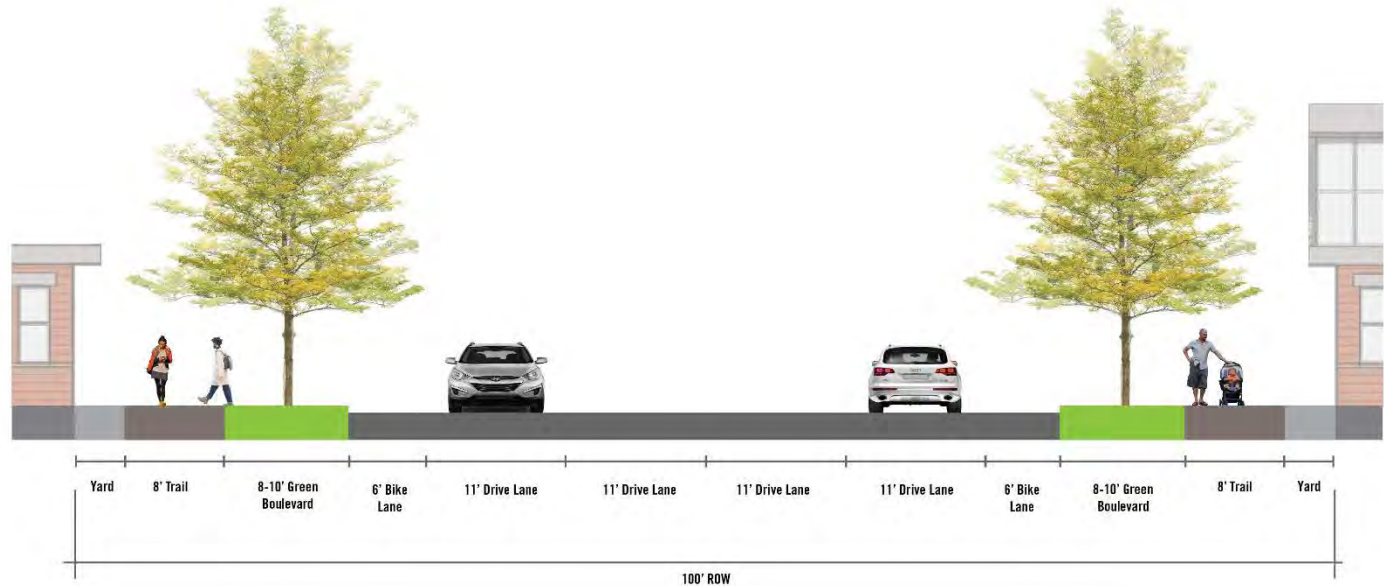 Yard
8' Trail
8-10' Green
Boulevard
6' Bike
Lane
11' Drive Lane
11' Drive Lane
11' Drive Lane
11' Drive Lane
6' Bike
Lane
8-10' Green
Boulevard
8' Trail
Yard
100' ROW